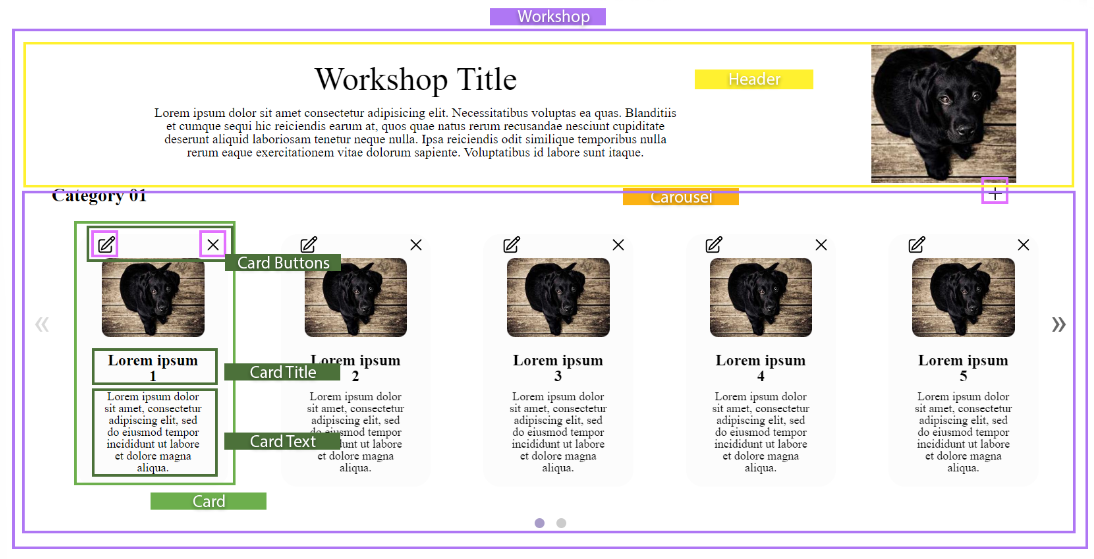 Workshop
Workshop Title
Header
Lorem ipsum dolor sit amet consectetur adipisicing elit. Necessitatibus voluptas ea quas. Blanditiis
et cumque sequi hic reiciendis earum at, quos quae natus rerum recusandae nesciunt cupiditate
deserunt aliquid laboriosam tenetur neque nulla. Ipsa reiciendis odit similique temporibus nulla
rerum eaque exercitationem vitae dolorum sapiente. Voluptatibus id labore sunt itaque.
Category 01
Carousel
+
Card Buttons
«
»
Lorem ipsum
1
Lorem ipsum dolor
sit amet, consectetur
adipiscing elit, sed
do eiusmod tempor
incididunt ut labore
et dolore magna
aliqua.
Card Title
Card Text
Card
Lorem ipsum
2
Lorem ipsum dolor
sit amet, consectetur
adipiscing elit, sed
do eiusmod tempor
ut labore
et dolore magna
aliqua.
Lorem ipsum
3
Lorem ipsum dolor
sit amet, consectetur
adipiscing elit, sed
do eiusmod tempor
incididunt ut labore
et dolore magna
aliqua.
Lorem ipsum
4
Lorem ipsum dolor
sit amet, consectetur
adipiscing elit, sed
do eiusmod tempor
incididunt ut labore
et dolore magna
aliqua.
Lorem ipsum
5
Lorem ipsum dolor
sit amet, consectetur
adipiscing elit, sed
do eiusmod tempor
incididunt ut labore
et dolore magna
aliqua.